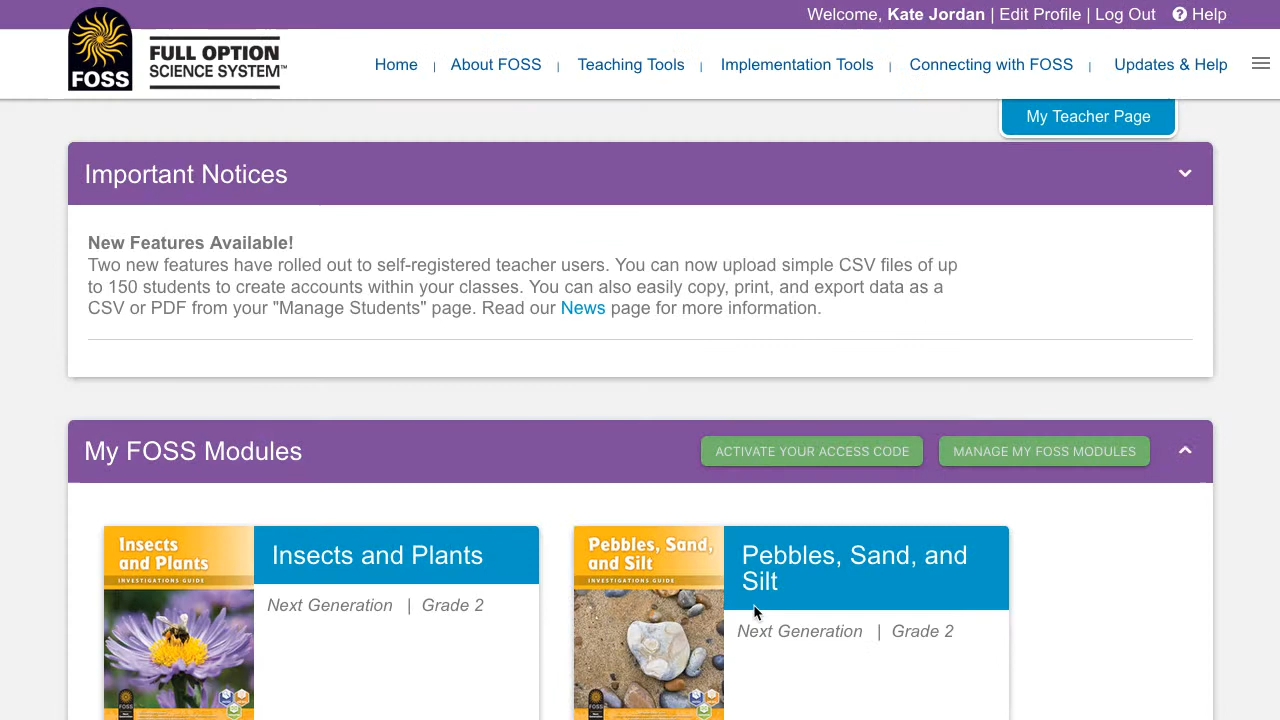 Welcome, Kate Jordan | Edit Profile | Log Out Help
FOSS
FULL OPTION
SCIENCE SYSTEM™
Home | About FOSS | Teaching Tools | Implementation Tools | Connecting with FOSS | Updates & Help
My Teacher Page
Important Notices
New Features Available!
Two new features have rolled out to self-registered teacher users. You can now upload simple CSV files of up
to 150 students to create accounts within your classes. You can also easily copy, print, and export data as a
CSV or PDF from your "Manage Students" page. Read our News page for more information.
My FOSS Modules
ACTIVATE YOUR ACCESS CODE
MANAGE MY FOSS MODULES
Insects
and Plants
INVESTIGATIONS GUIDE
FOSS
Insects and Plants
Next Generation | Grade 2
Pebbles, Sand,
and Silt
INVESTIGATIONS GUIDE
FOSS
Pebbles, Sand, and
Silt
Next Generation | Grade 2